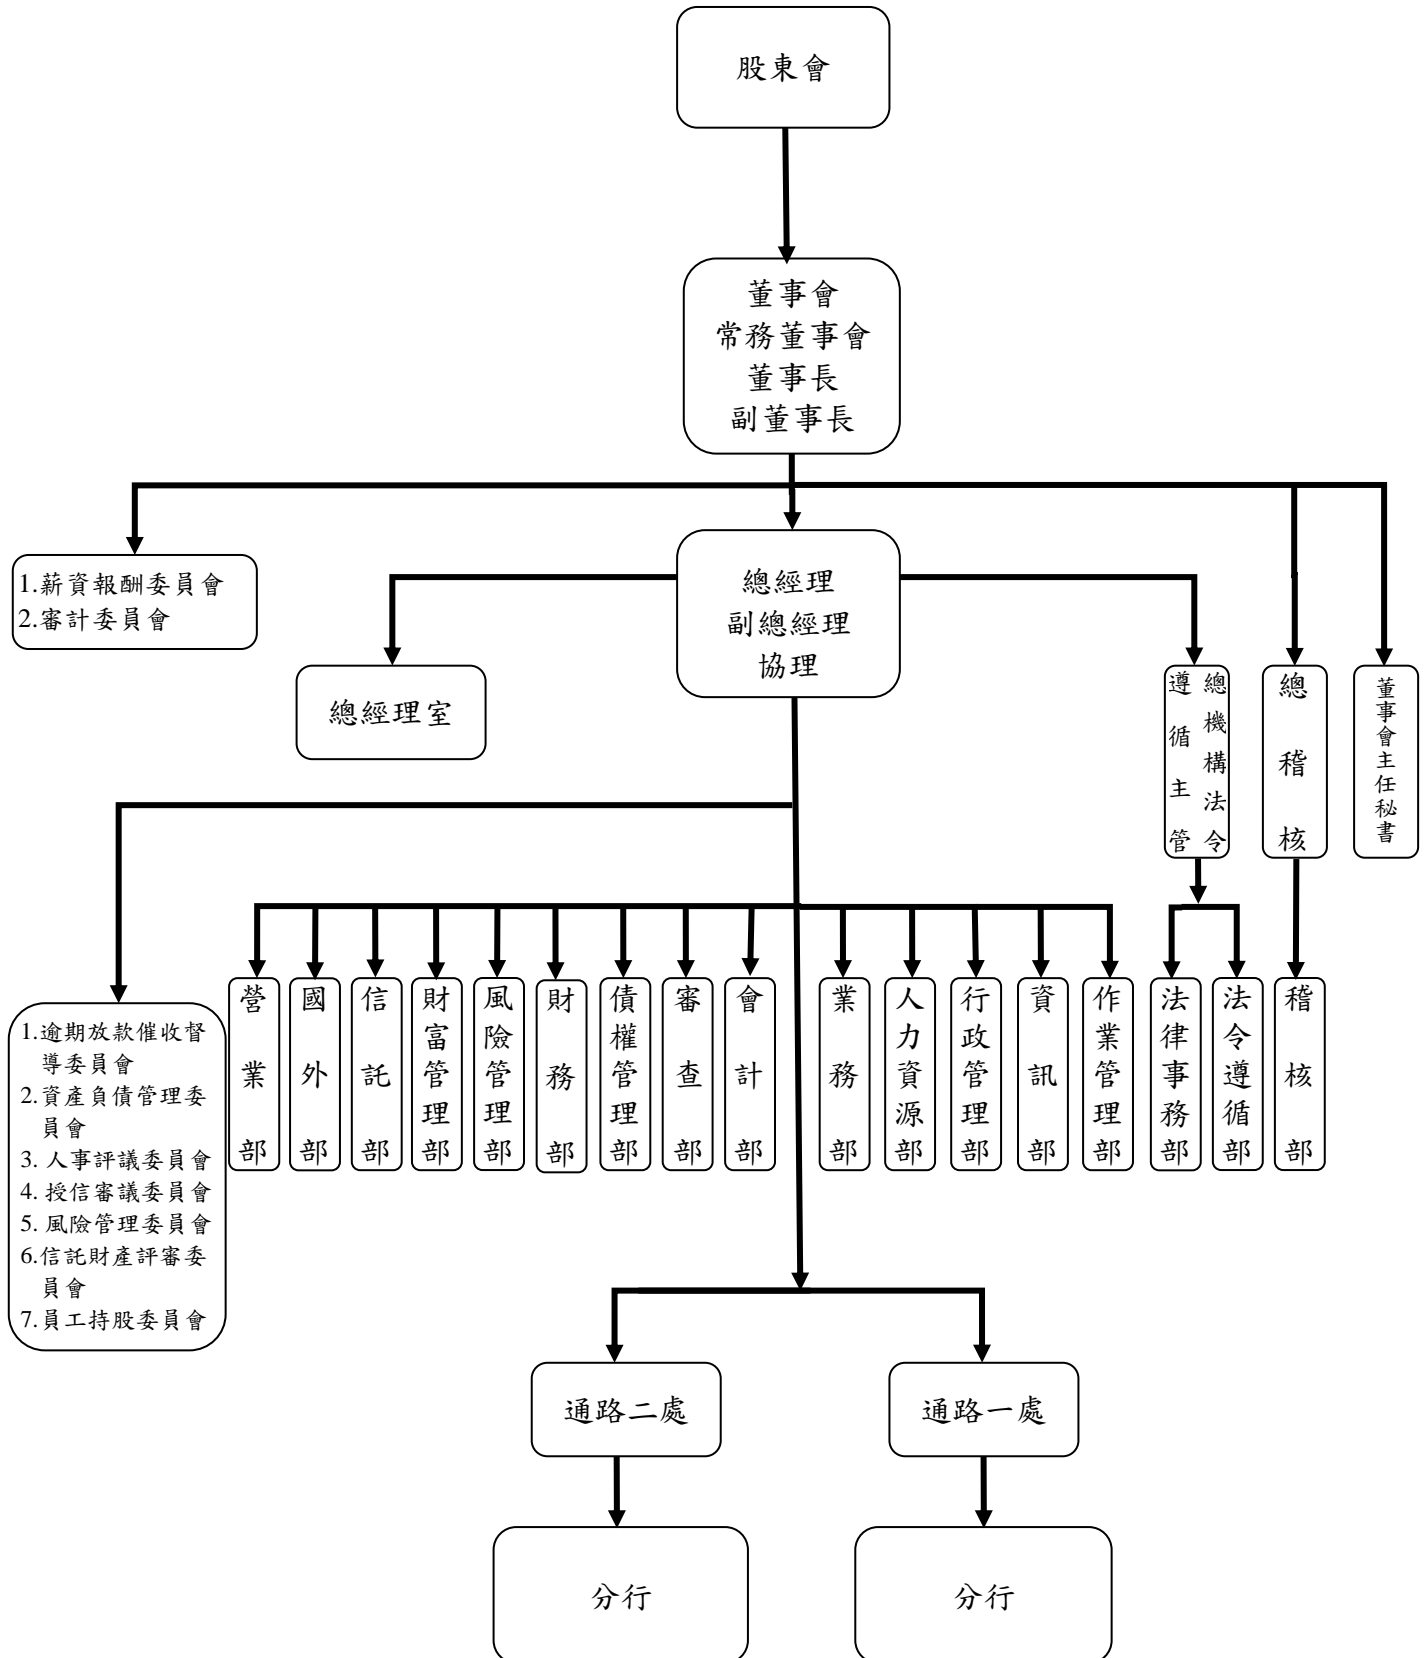 股東會
董事會
常務董事會
董事長
副董事長
1.薪資報酬委員會
2.審計委員會
總經理
副總經理
協理
總經理室
總機構法令
遵循主管
總稽核
董事會主任秘書
1.逾期放款催收督
導委員會
2.資產負債管理委
員會
3. 人事評議委員會
4. 授信審議委員會
5. 風險管理委員會
6.信託財產評審委
員會
7.員工持股委員會
營業部
國外部
信託部
財富管理部
風險管理部
財務部
債權管理部
審查部
會計部
業務部
人力資源部
行政管理部
資訊部
作業管理部
法律事務部
法令遵循部
稽核部
通路二處
通路一處
分行
分行